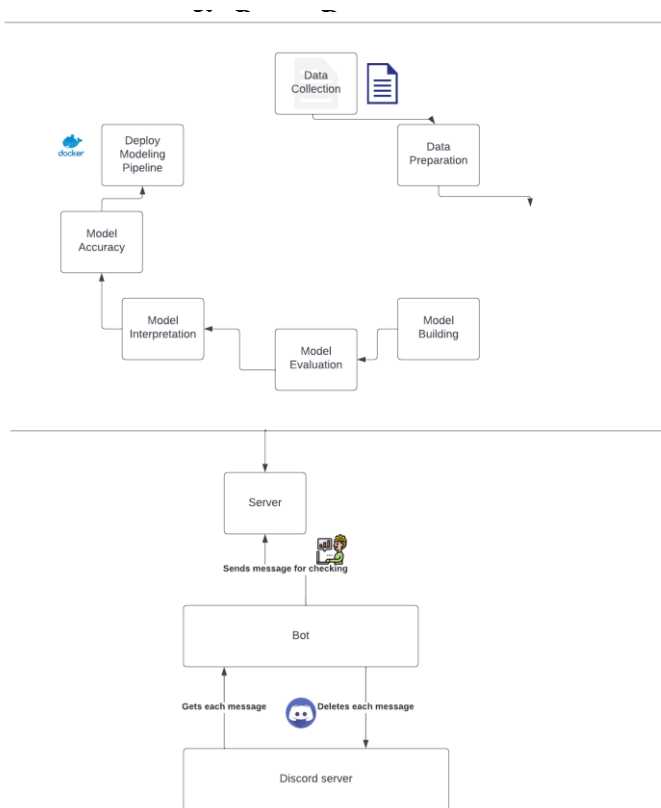 Data
Collection
Data
Preparation
docker
Deploy
Modeling
Pipeline
Model
Accuracy
Model
Interpretation
Model
Evaluation
Model
Building
Server
Sends message for checking
Bot
Gets each message
Deletes each message
Discord server